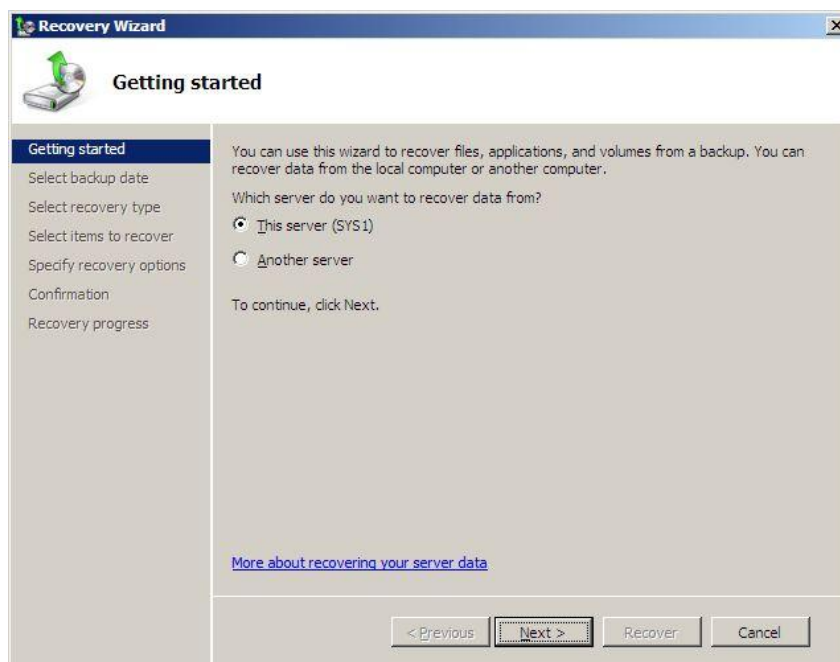 Recovery Wizard
Getting started
Getting started
Select backup date
Select recovery type
Select items to recover
Specify recovery options
Confirmation
Recovery progress
You can use this wizard to recover files, applications, and volumes from a backup. You can
recover data from the local computer or another computer.
Which server do you want to recover data from?
This server (SYS1)
Another server
To continue, click Next.
More about recovering your server data
< Previous
Next >
Recover
Cancel